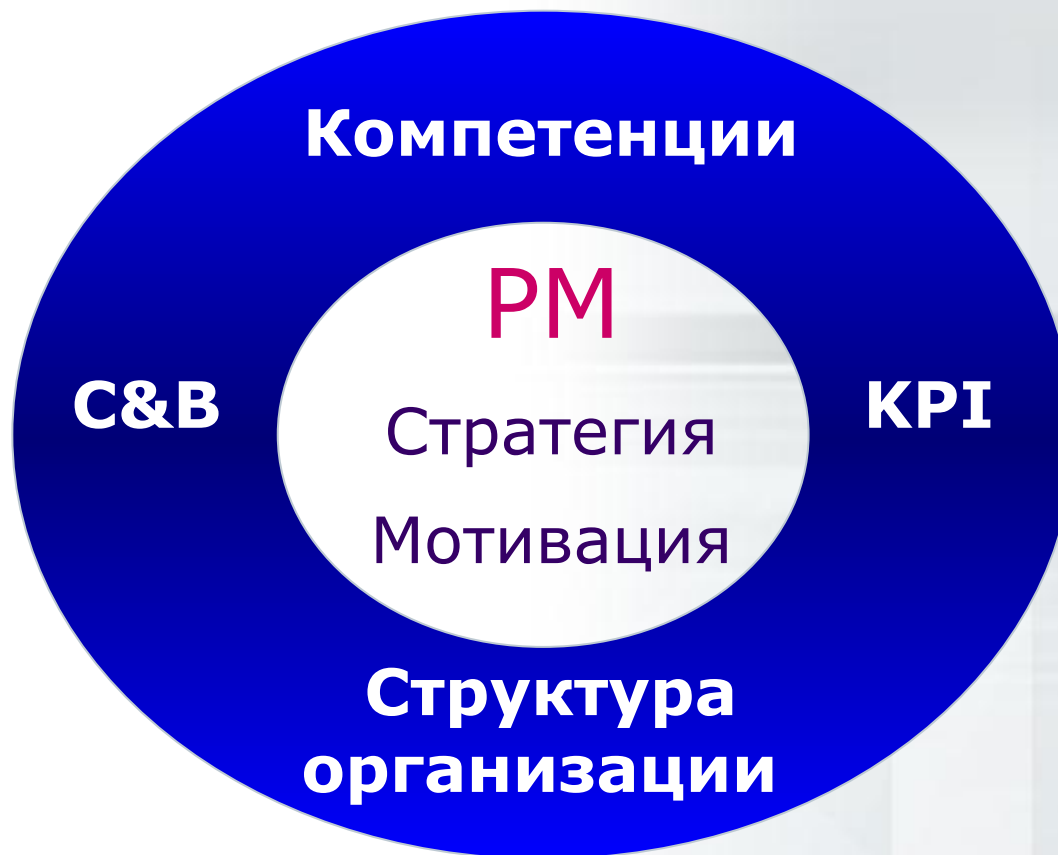 Компетенции
PM
C&B
Стратегия
KPI
Мотивация
Структура
организации